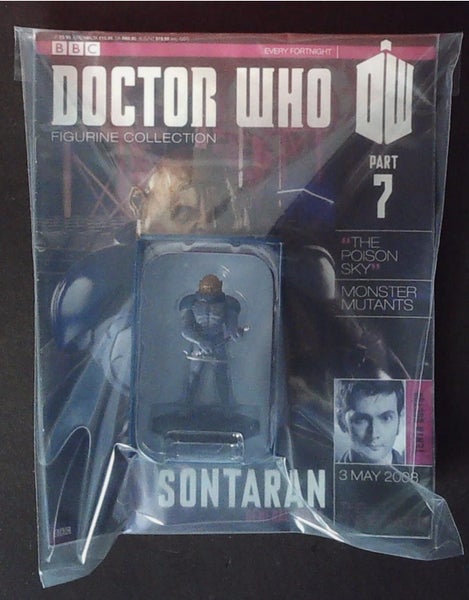 BBC
EVERY FORTNIGHT
DOCTOR WHO
DW
FIGURINE COLLECTION
PART
7
"THE
POISON
SKY"
MONSTER
MUTANTS
3 MAY 2008
SONTARAN